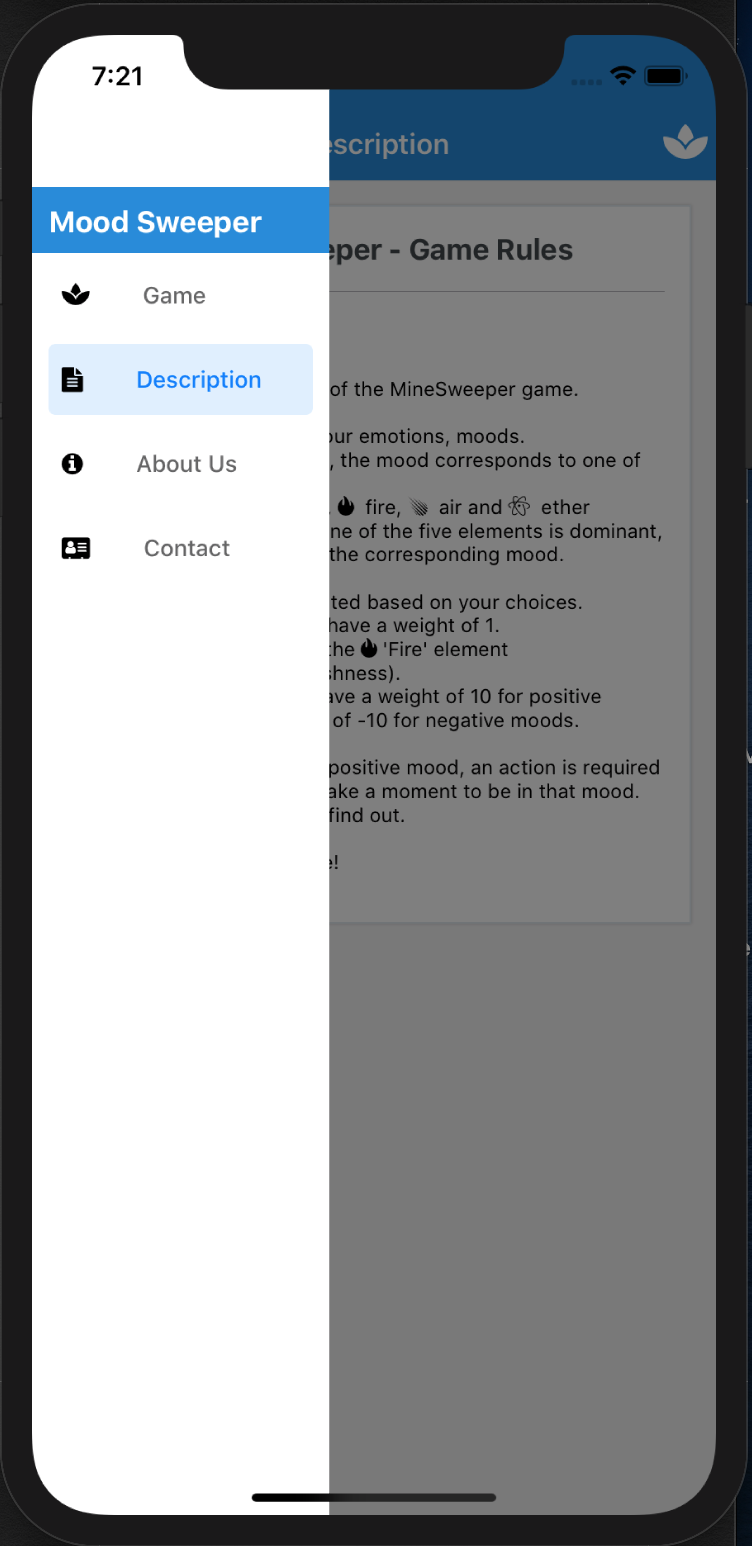 7:21
escription
Mood Sweeper
Game
Description
About Us
Contact
eper - Game Rules
of the MineSweeper game.
ur emotions, moods.
, the mood corresponds to one of
fire, air and ether
ne of the five elements is dominant,
the corresponding mood.
ted based on your choices.
have a weight of 1.
the 'Fire' element
shness).
ave a weight of 10 for positive
of -10 for negative moods.
positive mood, an action is required
ake a moment to be in that mood.
find out.
e!